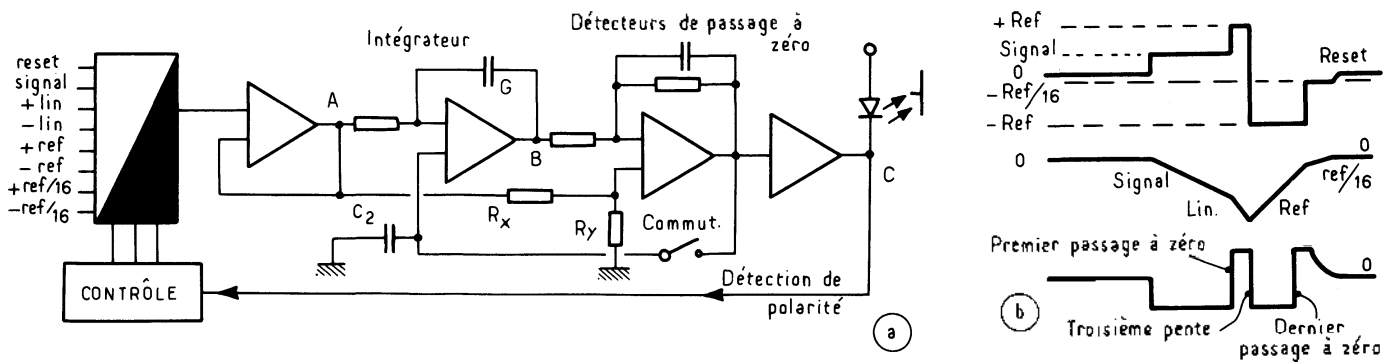 reset
signal
+ lin
- lin
+ ref
- ref
+ref/16
-ref/16
CONTRÔLE
A
Intégrateur
G
B
Détecteurs de passage à
zéro
C
C2
Rx
Ry
Commut.
Détection de
polarité
a
+ Ref
Signal
0
- Ref/16
- Ref
Reset
0
0
Signal
Lin.
Ref
ref/16
Premier passage à zéro
0
Troisième pente
Dernier
passage à zéro
b